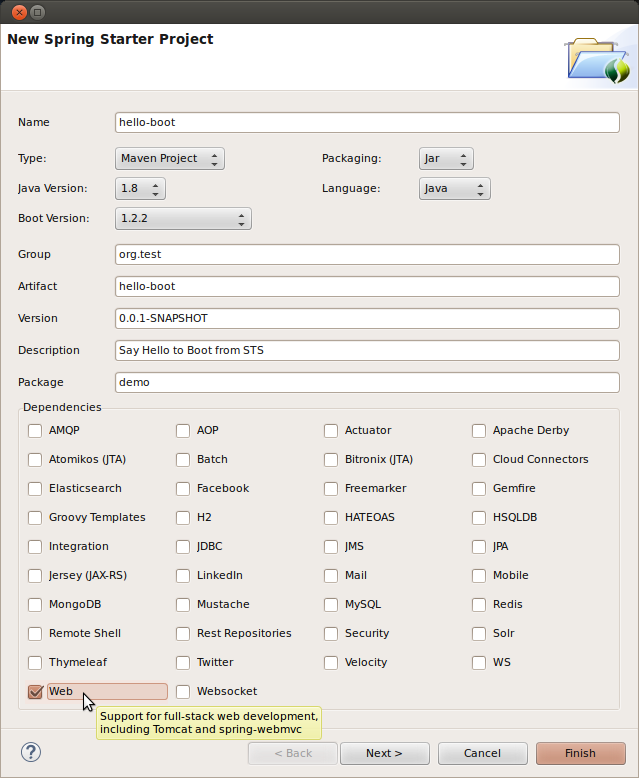 New Spring Starter Project
Name hello-boot
Type: Maven Project Packaging: Jar
Java Version: 1.8 Language: Java
Boot Version: 1.2.2
Group org.test
Artifact hello-boot
Version 0.0.1-SNAPSHOT
Description Say Hello to Boot from STS
Package demo
Dependencies
AMQP AOP Actuator Apache Derby
Atomikos (JTA) Batch Bitronix (JTA) Cloud Connectors
Elasticsearch Facebook Freemarker Gemfire
Groovy Templates H2 HATEOAS HSQLDB
Integration JDBC JMS JPA
Jersey (JAX-RS) LinkedIn Mail Mobile
MongoDB Mustache MySQL Redis
Remote Shell Rest Repositories Security Solr
Thymeleaf Twitter Velocity WS
Web Websocket
Support for full-stack web development,
including Tomcat and spring-webmvc
? < Back Next > Cancel Finish